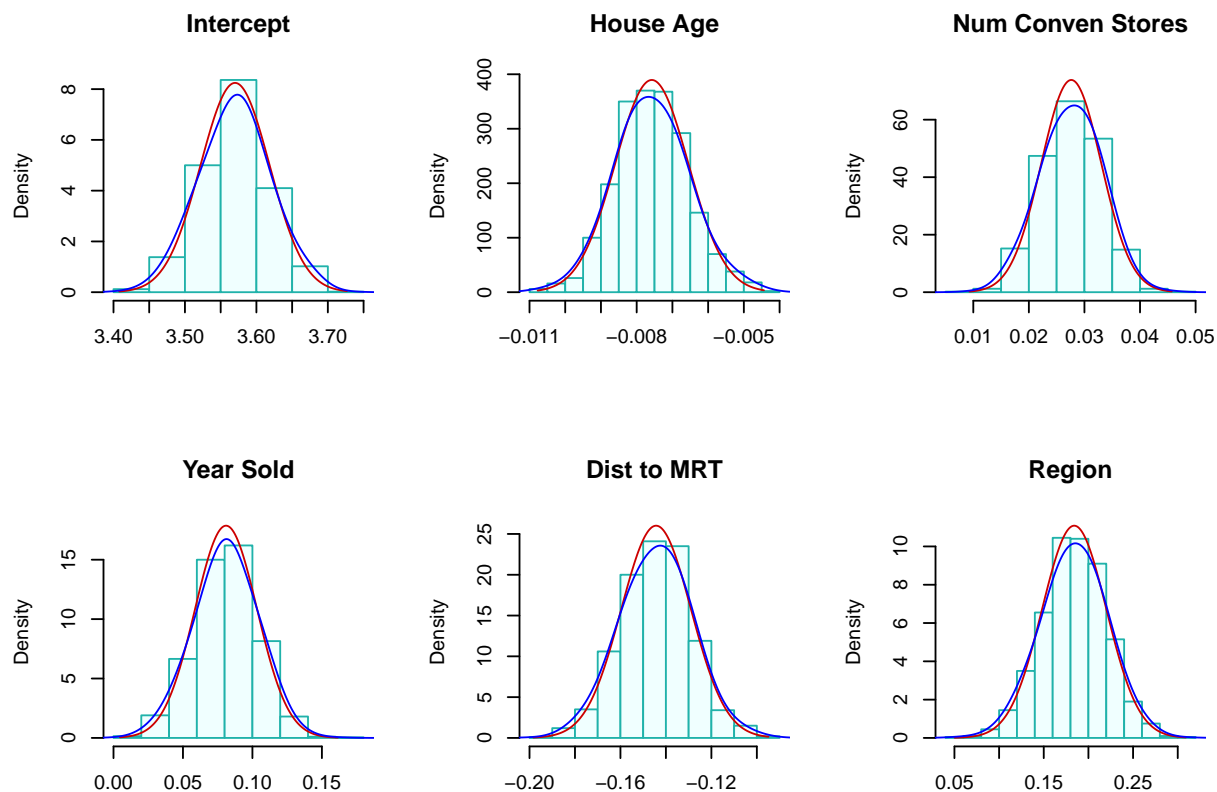 Intercept
Density
0 2 4 6 8
3.40 3.50 3.60 3.70
House Age
Density
0 100 200 300 400
−0.011 −0.008 −0.005
Num Conven Stores
Density
0 20 40 60
0.01 0.02 0.03 0.04 0.05
Year Sold
Density
0 5 10 15
0.00 0.05 0.10 0.15
Dist to MRT
Density
0 5 10 15 20 25
−0.20 −0.16 −0.12
Region
Density
0 2 4 6 8 10
0.05 0.15 0.25